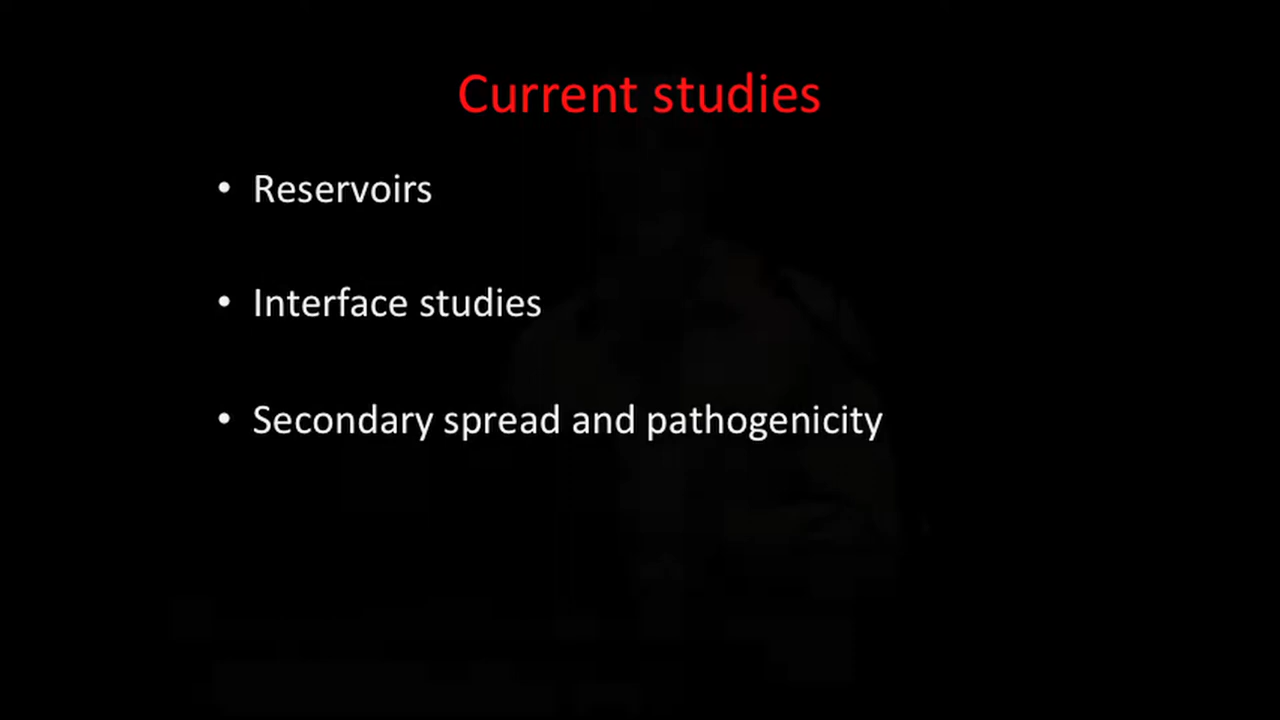 Current studies
• Reservoirs
• Interface studies
• Secondary spread and pathogenicity